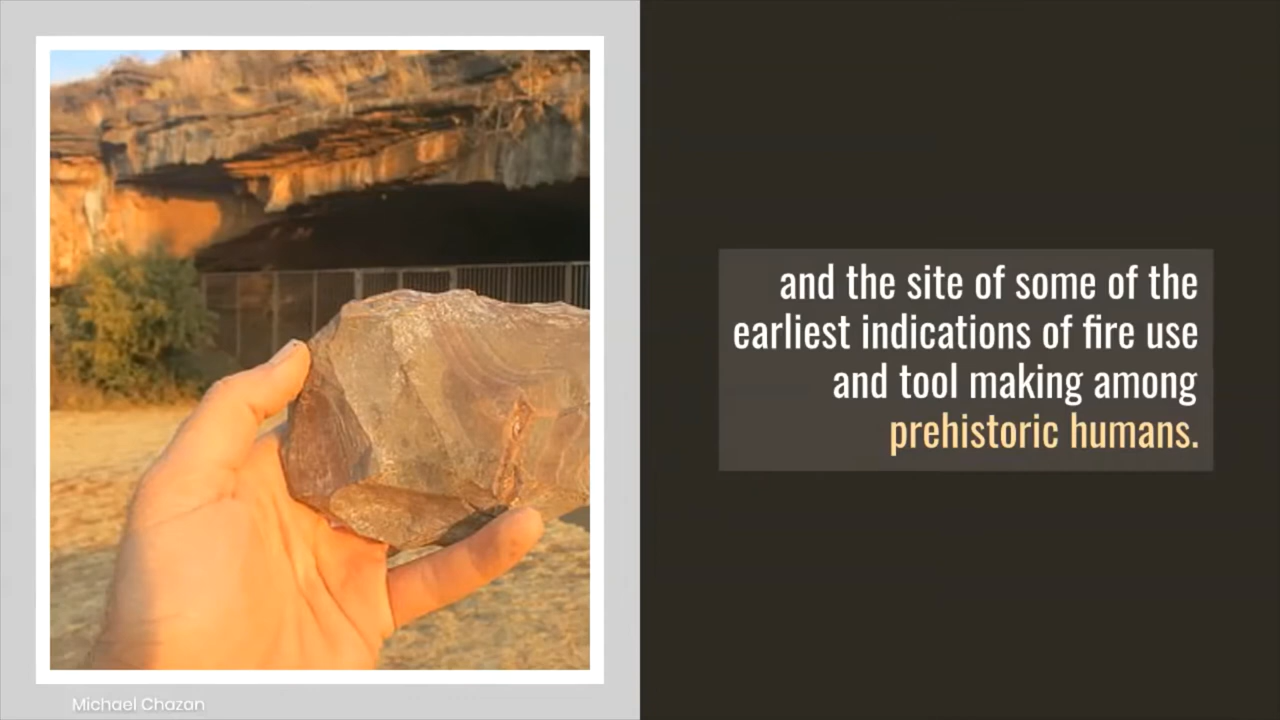 and the site of some of the
earliest indications of fire use
and tool making among
prehistoric humans.
Michael Chazan